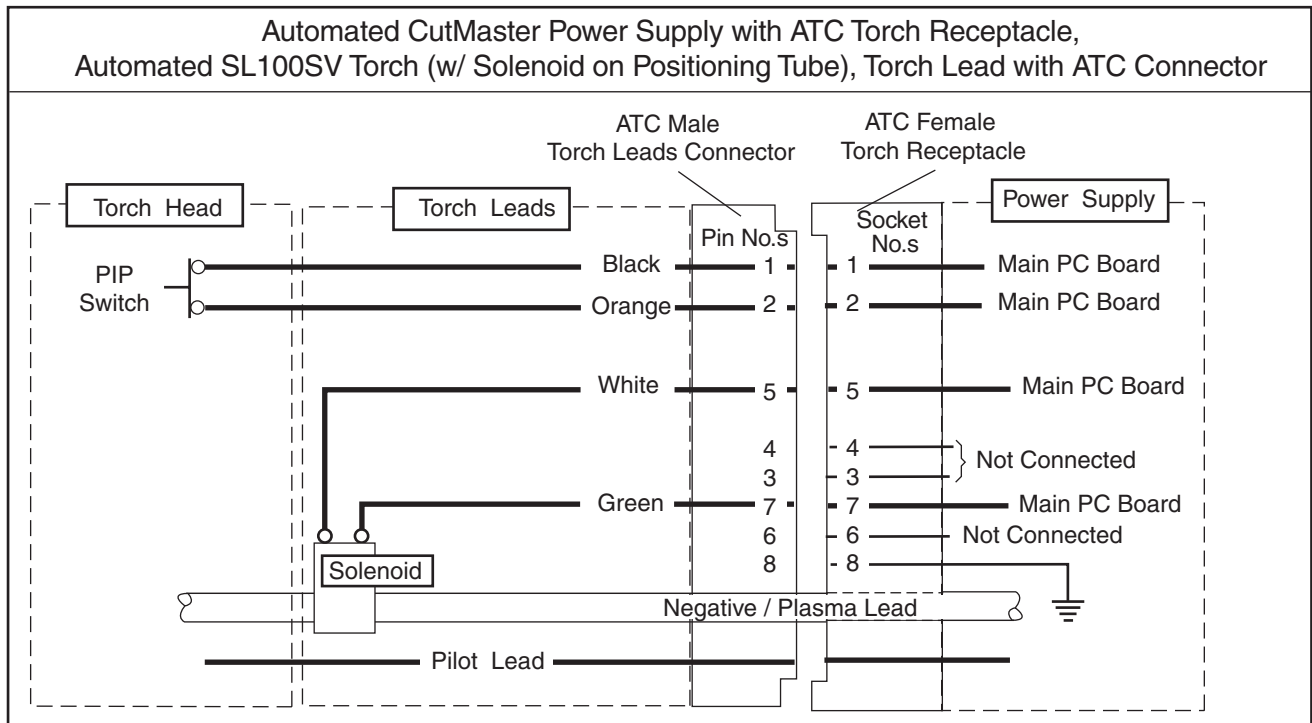 Automated CutMaster Power Supply with ATC Torch Receptacle,
Automated SL100SV Torch (w/ Solenoid on Positioning Tube), Torch Lead with ATC Connector
ATC Male
Torch Leads Connector
ATC Female
Torch Receptacle
Torch Head
Torch Leads
Power Supply
Pin No.s
Socket
No.s
PIP
Switch
Black 1 1 Main PC Board
Orange 2 2 Main PC Board
White 5 5 Main PC Board
4 4
3 3
Not Connected
Green 7 7 Main PC Board
6 6 Not Connected
8 8
Solenoid
Negative / Plasma Lead
Pilot Lead